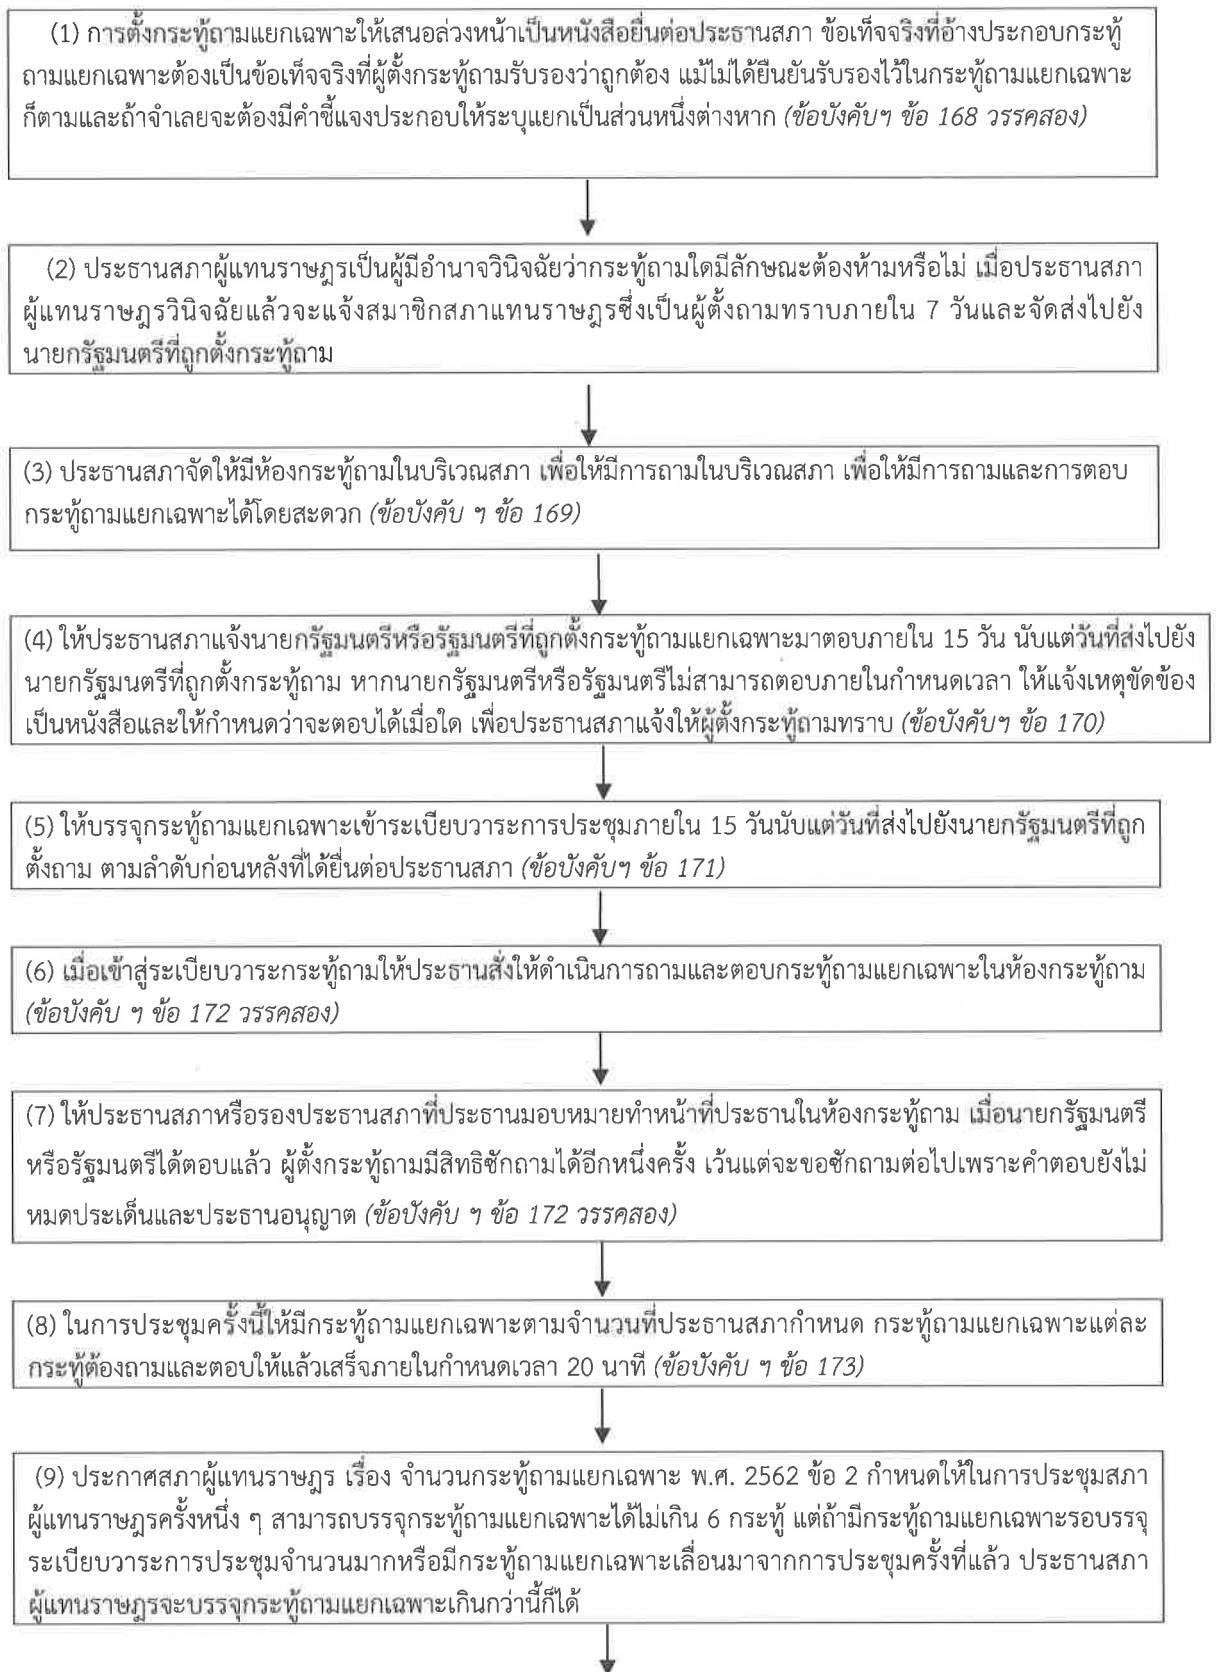 (1) การตั้งกระทู้ถามแยกเฉพาะให้เสนอล่วงหน้าเป็นหนังสือยื่นต่อประธานสภา ข้อเท็จจริงที่อ้างประกอบกระทู้
ถามแยกเฉพาะต้องเป็นข้อเท็จจริงที่ผู้ตั้งกระทู้ถามรับรองว่าถูกต้อง แม้ไม่ได้ยืนยันรับรองไว้ในกระทู้ถามแยกเฉพาะ
ก็ตามและถ้าจำเลยจะต้องมีคำชี้แจงประกอบให้ระบุแยกเป็นส่วนหนึ่งต่างหาก (ข้อบังคับฯ ข้อ 168 วรรคสอง)
(2) ประธานสภาผู้แทนราษฎรเป็นผู้มีอำนาจวินิจฉัยว่ากระทู้ถามใดมีลักษณะต้องห้ามหรือไม่ เมื่อประธานสภา
ผู้แทนราษฎรวินิจฉัยแล้วจะแจ้งสมาชิกสภาแทนราษฎรซึ่งเป็นผู้ตั้งถามทราบภายใน 7 วันและจัดส่งไปยัง
นายกรัฐมนตรีที่ถูกตั้งกระทู้ถาม
(3) ประธานสภาจัดให้มีห้องกระทู้ถามในบริเวณสภา เพื่อให้มีการถามในบริเวณสภา เพื่อให้มีการถามและการตอบ
กระทู้ถามแยกเฉพาะได้โดยสะดวก (ข้อบังคับ ฯ ข้อ 169)
(4) ให้ประธานสภาแจ้งนายกรัฐมนตรีหรือรัฐมนตรีที่ถูกตั้งกระทู้ถามแยกเฉพาะมาตอบภายใน 15 วัน นับแต่วันที่ส่งไปยัง
นายกรัฐมนตรีที่ถูกตั้งกระทู้ถาม หากนายกรัฐมนตรีหรือรัฐมนตรีไม่สามารถตอบภายในกำหนดเวลา ให้แจ้งเหตุขัดข้อง
เป็นหนังสือและให้กำหนดว่าจะตอบได้เมื่อใด เพื่อประธานสภาแจ้งให้ผู้ตั้งกระทู้ถามทราบ (ข้อบังคับฯ ข้อ 170)
(5) ให้บรรจุกระทู้ถามแยกเฉพาะเข้าระเบียบวาระการประชุมภายใน 15 วันนับแต่วันที่ส่งไปยังนายกรัฐมนตรีที่ถูก
ตั้งถาม ตามลำดับก่อนหลังที่ได้ยื่นต่อประธานสภา (ข้อบังคับฯ ข้อ 171)
(6) เมื่อเข้าสู่ระเบียบวาระกระทู้ถามให้ประธานสั่งให้ดำเนินการถามและตอบกระทู้ถามแยกเฉพาะในห้องกระทู้ถาม
(ข้อบังคับ ฯ ข้อ 172 วรรคสอง)
(7) ให้ประธานสภาหรือรองประธานสภาที่ประธานมอบหมายทำหน้าที่ประธานในห้องกระทู้ถาม เมื่อนายกรัฐมนตรี
หรือรัฐมนตรีได้ตอบแล้ว ผู้ตั้งกระทู้ถามมีสิทธิซักถามได้อีกหนึ่งครั้ง เว้นแต่จะขอซักถามต่อไปเพราะคำตอบยังไม่
หมดประเด็นและประธานอนุญาต (ข้อบังคับ ฯ ข้อ 172 วรรคสอง)
(8) ในการประชุมครั้งนี้ให้มีกระทู้ถามแยกเฉพาะตามจำนวนที่ประธานสภากำหนด กระทู้ถามแยกเฉพาะแต่ละ
กระทู้ต้องถามและตอบให้แล้วเสร็จภายในกำหนดเวลา 20 นาที (ข้อบังคับ ฯ ข้อ 173)
(9) ประกาศสภาผู้แทนราษฎร เรื่อง จำนวนกระทู้ถามแยกเฉพาะ พ.ศ. 2562 ข้อ 2 กำหนดให้ในการประชุมสภา
ผู้แทนราษฎรครั้งหนึ่ง ๆ สามารถบรรจุกระทู้ถามแยกเฉพาะได้ไม่เกิน 6 กระทู้ แต่ถ้ามีกระทู้ถามแยกเฉพาะรอบรรจุ
ระเบียบวาระการประชุมจำนวนมากหรือมีกระทู้ถามแยกเฉพาะเลื่อนมาจากการประชุมครั้งที่แล้ว ประธานสภา
ผู้แทนราษฎรจะบรรจุกระทู้ถามแยกเฉพาะเกินกว่านี้ก็ได้